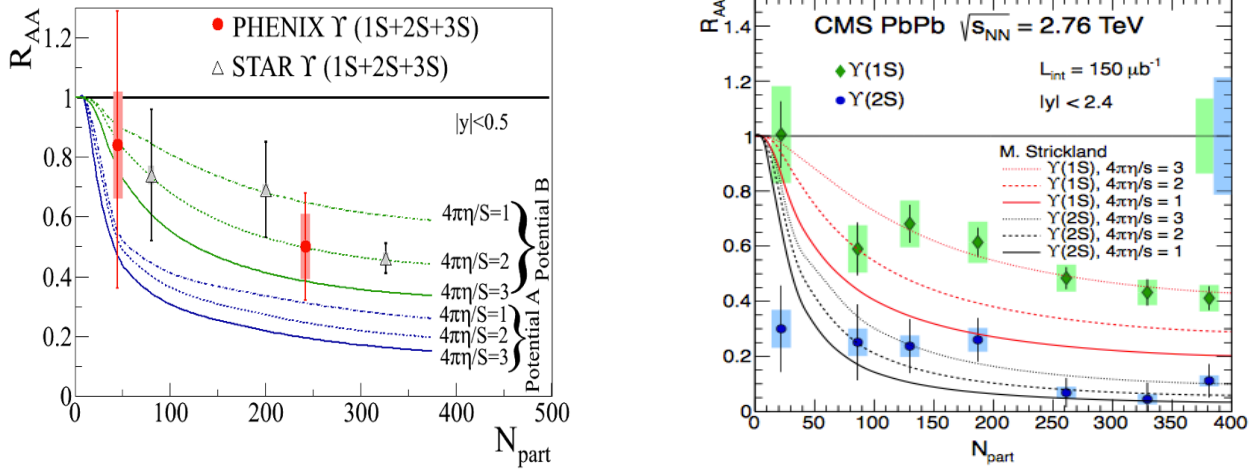 R_AA
1.2
1
0.8
0.6
0.4
0.2
0
PHENIX ϒ (1S+2S+3S)
STAR ϒ (1S+2S+3S)
|y|<0.5
4πη/S=1
4πη/S=2
4πη/S=3
Potential B
4πη/S=1
4πη/S=2
4πη/S=3
Potential A
0 100 200 300 400 500
N_part
R_AA
1.4
1.2
1
0.8
0.6
0.4
0.2
0
CMS PbPb √s_NN = 2.76 TeV
ϒ(1S)
ϒ(2S)
L_int = 150 μb⁻¹
|y| < 2.4
M. Strickland
ϒ(1S), 4πη/s = 3
ϒ(1S), 4πη/s = 2
ϒ(1S), 4πη/s = 1
ϒ(2S), 4πη/s = 3
ϒ(2S), 4πη/s = 2
ϒ(2S), 4πη/s = 1
0 50 100 150 200 250 300 350 400
N_part